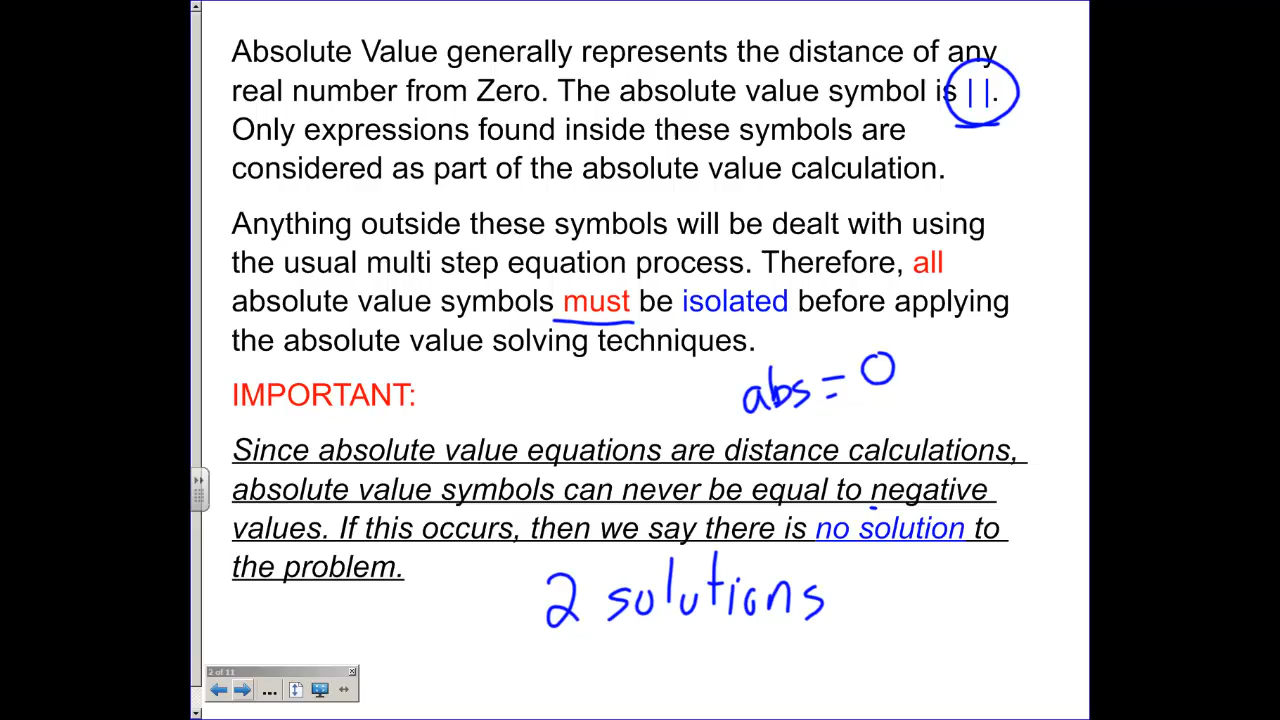 Absolute Value generally represents the distance of any
real number from Zero. The absolute value symbol is | |.
Only expressions found inside these symbols are
considered as part of the absolute value calculation.
Anything outside these symbols will be dealt with using
the usual multi step equation process. Therefore, all
absolute value symbols must be isolated before applying
the absolute value solving techniques.
abs = 0
IMPORTANT:
Since absolute value equations are distance calculations,
absolute value symbols can never be equal to negative
values. If this occurs, then we say there is no solution to
the problem.
2 solutions
2 of 11